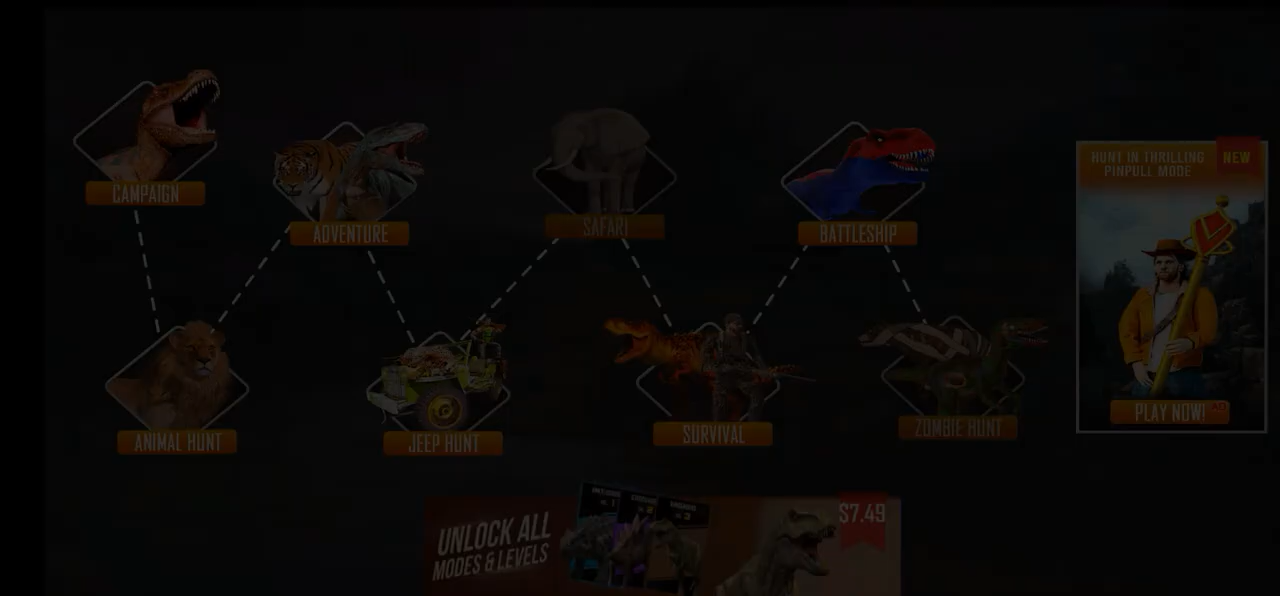 CAMPAIGN
ADVENTURE
SAFARI
BATTLESHIP
ANIMAL HUNT
JEEP HUNT
SURVIVAL
ZOMBIE HUNT
HUNT IN THRILLING
PINPULL MODE
NEW
PLAY NOW!
AD
UNLOCK ALL
MODES & LEVELS
$7.49